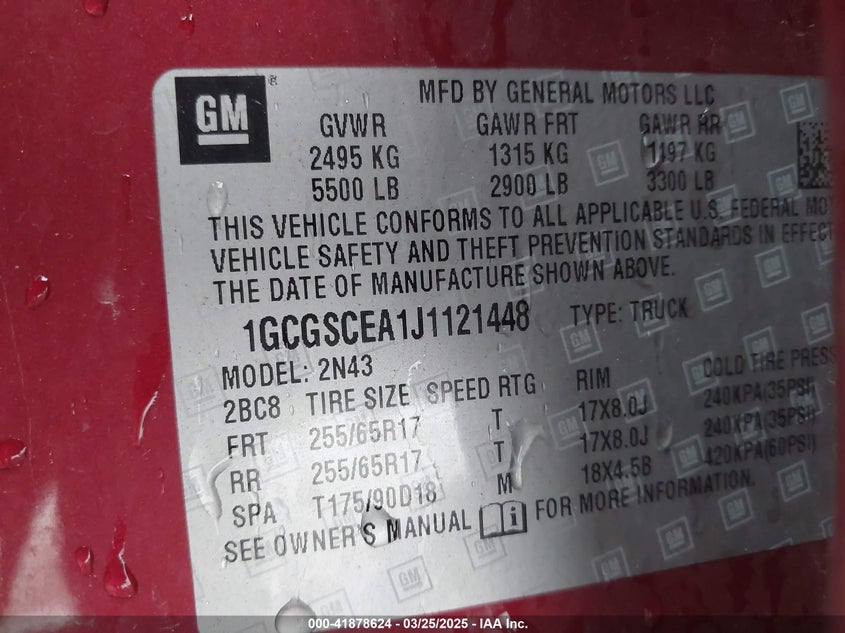 GM ®
MFD BY GENERAL MOTORS LLC
GVWR GAWR FRT GAWR RR
2495 KG 1315 KG 1197 KG
5500 LB 2900 LB 3300 LB
THIS VEHICLE CONFORMS TO ALL APPLICABLE U.S. FEDERAL MO
VEHICLE SAFETY AND THEFT PREVENTION STANDARDS IN EFFECT
THE DATE OF MANUFACTURE SHOWN ABOVE.
1GCGSCEA1J1121448 TYPE: TRUCK
MODEL: 2N43
2BC8 TIRE SIZE SPEED RTG RIM COLD TIRE PRESS
FRT 255/65R17 T 17X8.0J 240KPA(35PSI)
RR 255/65R17 T 17X8.0J 240KPA(35PSI)
SPA T175/90D18 M 18X4.5B 420KPA(60PSI)
SEE OWNER'S MANUAL FOR MORE INFORMATION.
000-41878624 - 03/25/2025 - IAA Inc.